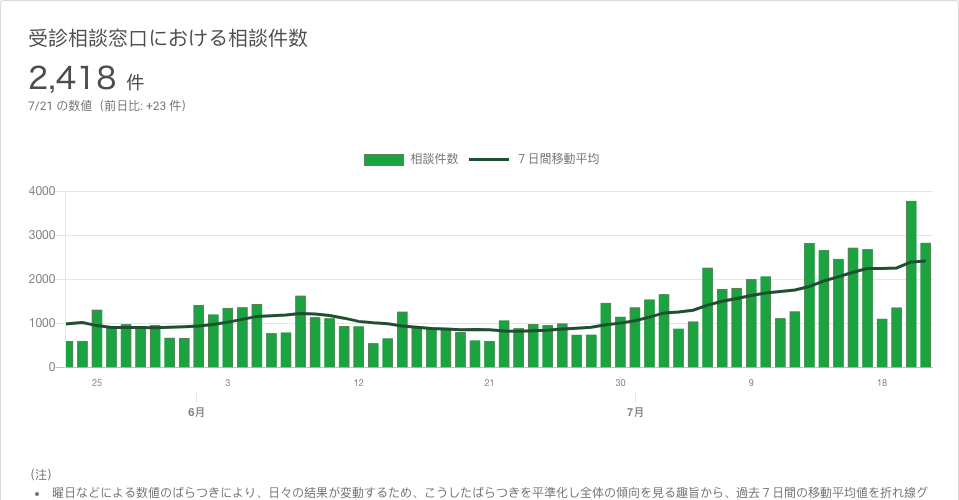 受診相談窓口における相談件数
2,418 件
7/21 の数値（前日比: +23 件）
相談件数 7 日間移動平均
4000
3000
2000
1000
0
25 3 12 21 30 9 18
6月 7月
（注）
• 曜日などによる数値のばらつきにより、日々の結果が変動するため、こうしたばらつきを平準化し全体の傾向を見る趣旨から、過去 7 日間の移動平均値を折れ線グ